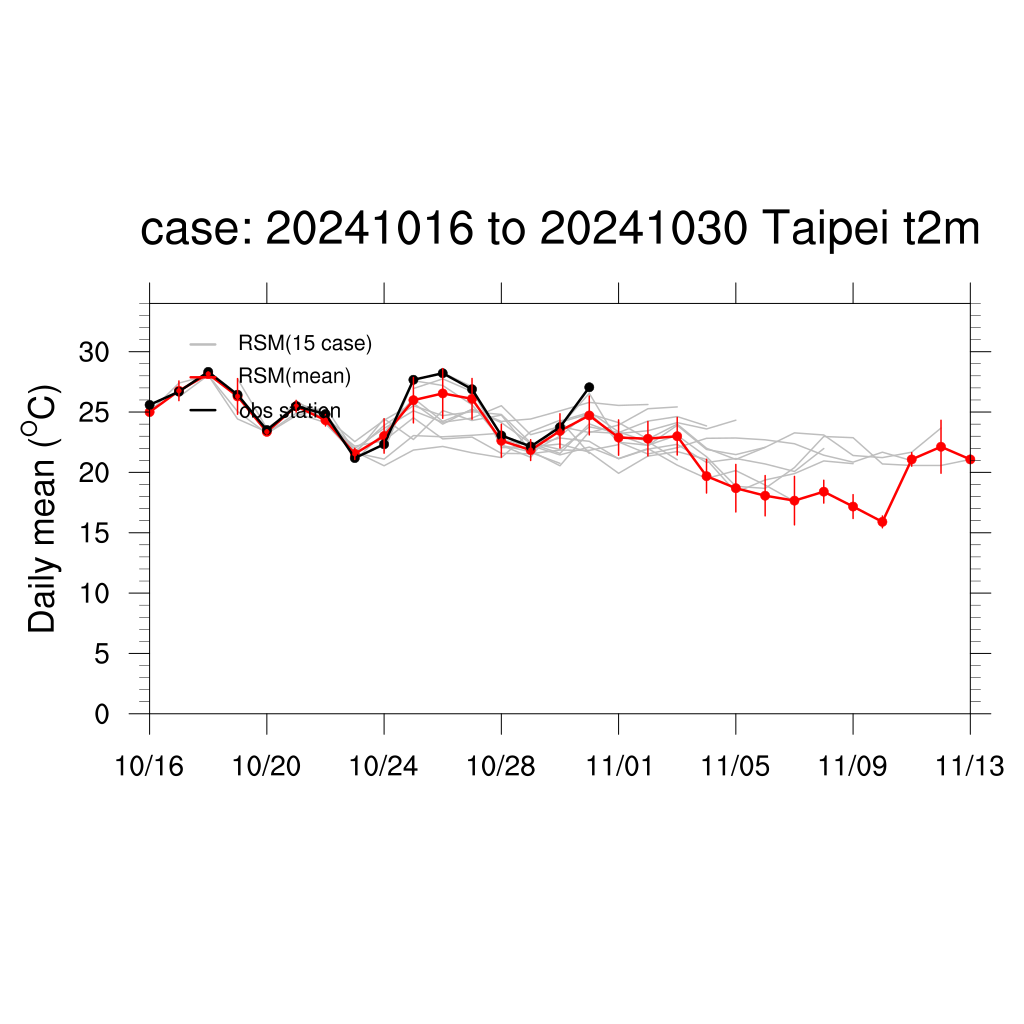 case: 20241016 to 20241030 Taipei t2m
RSM(15 case)
RSM(mean)
obs station
Daily mean (°C)
30
25
20
15
10
5
0
10/16 10/20 10/24 10/28 11/01 11/05 11/09 11/13